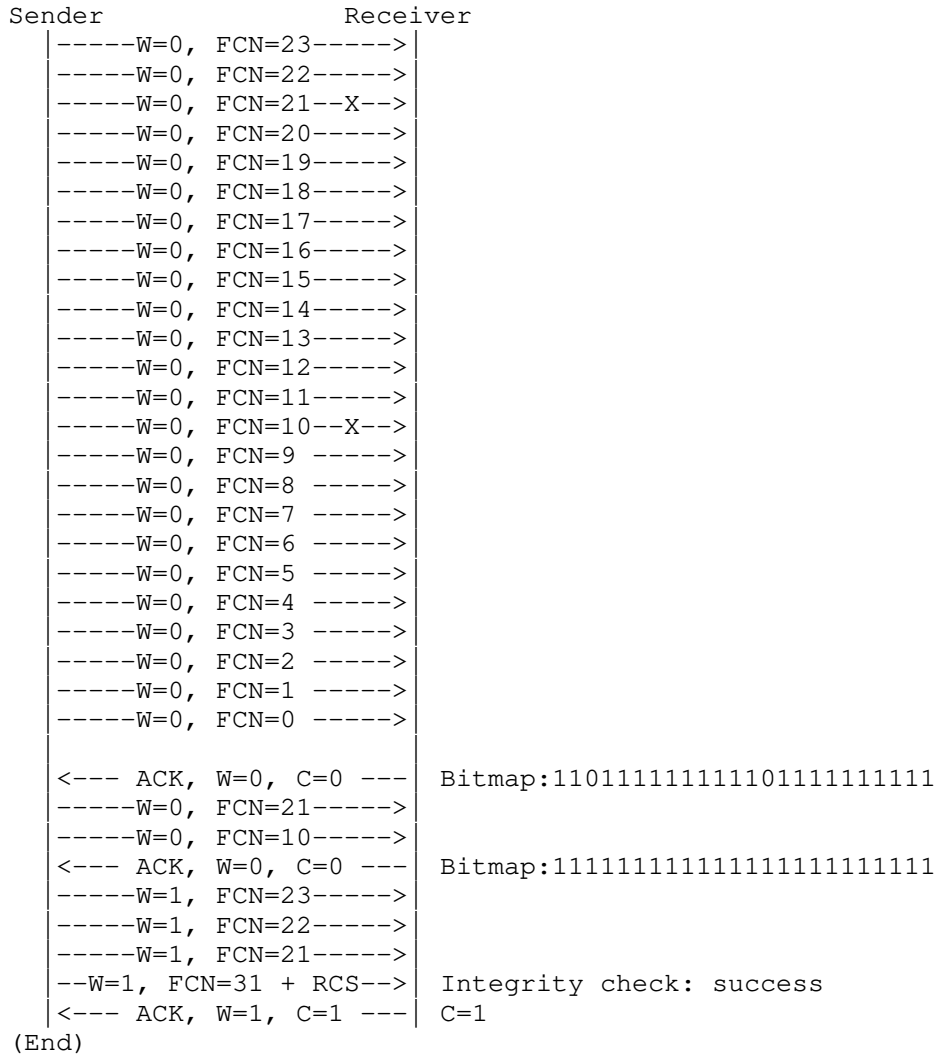 Sender                 Receiver
  |-----W=0, FCN=23----->|
  |-----W=0, FCN=22----->|
  |-----W=0, FCN=21--X-->|
  |-----W=0, FCN=20----->|
  |-----W=0, FCN=19----->|
  |-----W=0, FCN=18----->|
  |-----W=0, FCN=17----->|
  |-----W=0, FCN=16----->|
  |-----W=0, FCN=15----->|
  |-----W=0, FCN=14----->|
  |-----W=0, FCN=13----->|
  |-----W=0, FCN=12----->|
  |-----W=0, FCN=11----->|
  |-----W=0, FCN=10--X-->|
  |-----W=0, FCN=9 ----->|
  |-----W=0, FCN=8 ----->|
  |-----W=0, FCN=7 ----->|
  |-----W=0, FCN=6 ----->|
  |-----W=0, FCN=5 ----->|
  |-----W=0, FCN=4 ----->|
  |-----W=0, FCN=3 ----->|
  |-----W=0, FCN=2 ----->|
  |-----W=0, FCN=1 ----->|
  |-----W=0, FCN=0 ----->|
  |                      |
  |<--- ACK, W=0, C=0 ---| Bitmap:110111111111101111111111
  |-----W=0, FCN=21----->|
  |-----W=0, FCN=10----->|
  |<--- ACK, W=0, C=0 ---| Bitmap:111111111111111111111111
  |-----W=1, FCN=23----->|
  |-----W=1, FCN=22----->|
  |-----W=1, FCN=21----->|
  |--W=1, FCN=31 + RCS-->| Integrity check: success
  |<--- ACK, W=1, C=1 ---| C=1
(End)